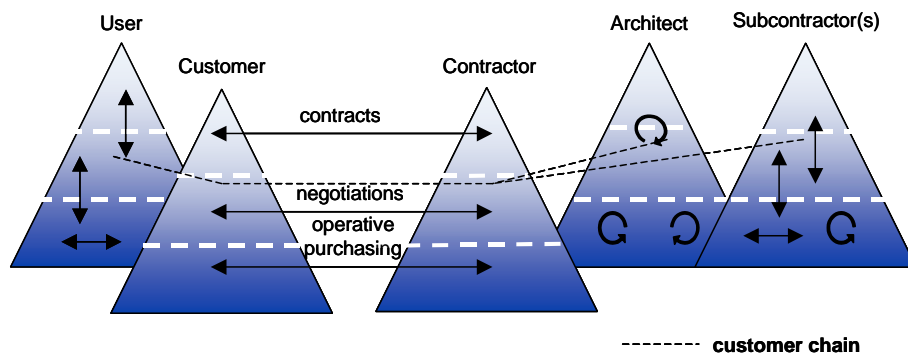 User
Customer
Contractor
Architect
Subcontractor(s)
contracts
negotiations
operative
purchasing
customer chain